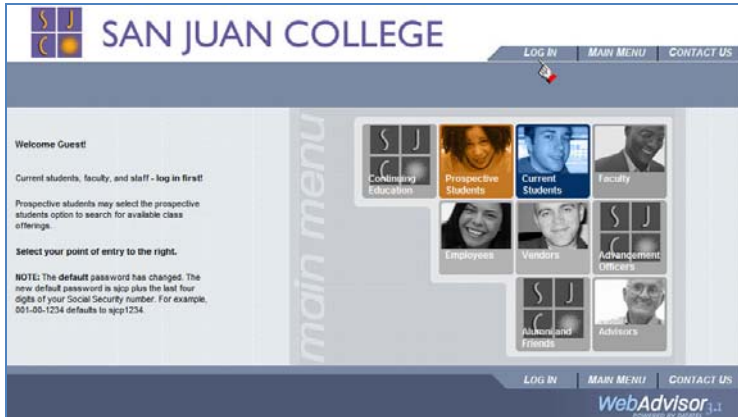 S J
C
SAN JUAN COLLEGE
LOG IN MAIN MENU CONTACT US
Welcome Guest!
Current students, faculty, and staff - log in first!
Prospective students may select the prospective
students option to search for available class
offerings.
Select your point of entry to the right.
NOTE: The default password has changed. The
new default password is sjcp plus the last four
digits of your Social Security number. For example,
001-00-1234 defaults to sjcp1234.
main menu
S J
C
Continuing
Education
Prospective
Students
Current
Students
Faculty
Employees
Vendors
S J
C
Advancement
Officers
S J
C
Alumni and
Friends
Advisors
LOG IN MAIN MENU CONTACT US
WebAdvisor 3.1
POWERED BY DATATEL